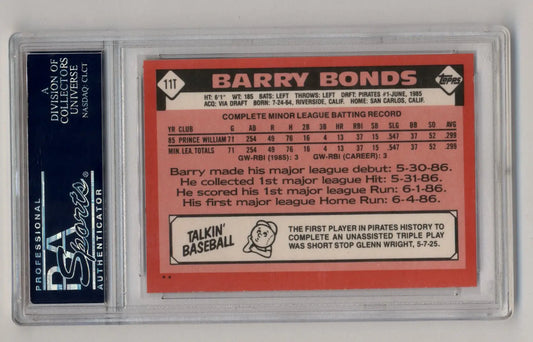 A
DIVISION OF
COLLECTORS
UNIVERSE
NASDAQ: CLCT
PSA
Sports
PROFESSIONAL
AUTHENTICATOR
11T
BARRY BONDS
topps
HT: 6'1" WT: 185 BATS: LEFT THROWS: LEFT DRFT: PIRATES #1-JUNE, 1985
ACQ: VIA DRAFT BORN: 7-24-64, RIVERSIDE, CALIF. HOME: SAN CARLOS, CALIF.
COMPLETE MINOR LEAGUE BATTING RECORD
YR CLUB G AB R H 2B 3B HR RBI SB SLG BB SO AVG
85 PRINCE WILLIAM 71 254 49 76 16 4 13 37 15 .547 37 52 .299
MIN. LEA. TOTALS 71 254 49 76 16 4 13 37 15 .547 37 52 .299
GW-RBI (1985): 3 GW-RBI (CAREER): 3
Barry made his major league debut: 5-30-86.
He collected 1st major league Hit: 5-31-86.
He scored his 1st major league Run: 6-1-86.
His first major league Home Run: 6-4-86.
TALKIN'
BASEBALL
THE FIRST PLAYER IN PIRATES HISTORY TO
COMPLETE AN UNASSISTED TRIPLE PLAY
WAS SHORT STOP GLENN WRIGHT, 5-7-25.
**